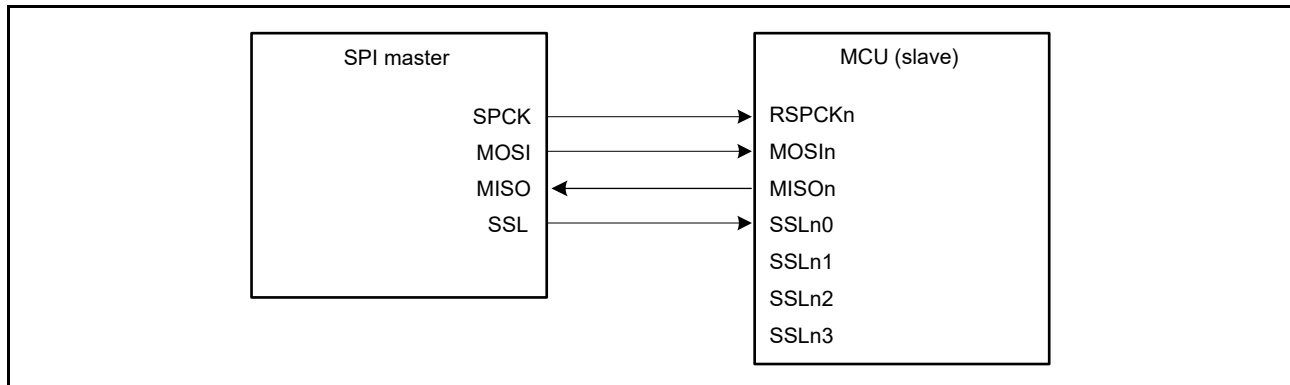 SPI master
SPCK
MOSI
MISO
SSL
MCU (slave)
RSPCKn
MOSIn
MISOn
SSLn0
SSLn1
SSLn2
SSLn3